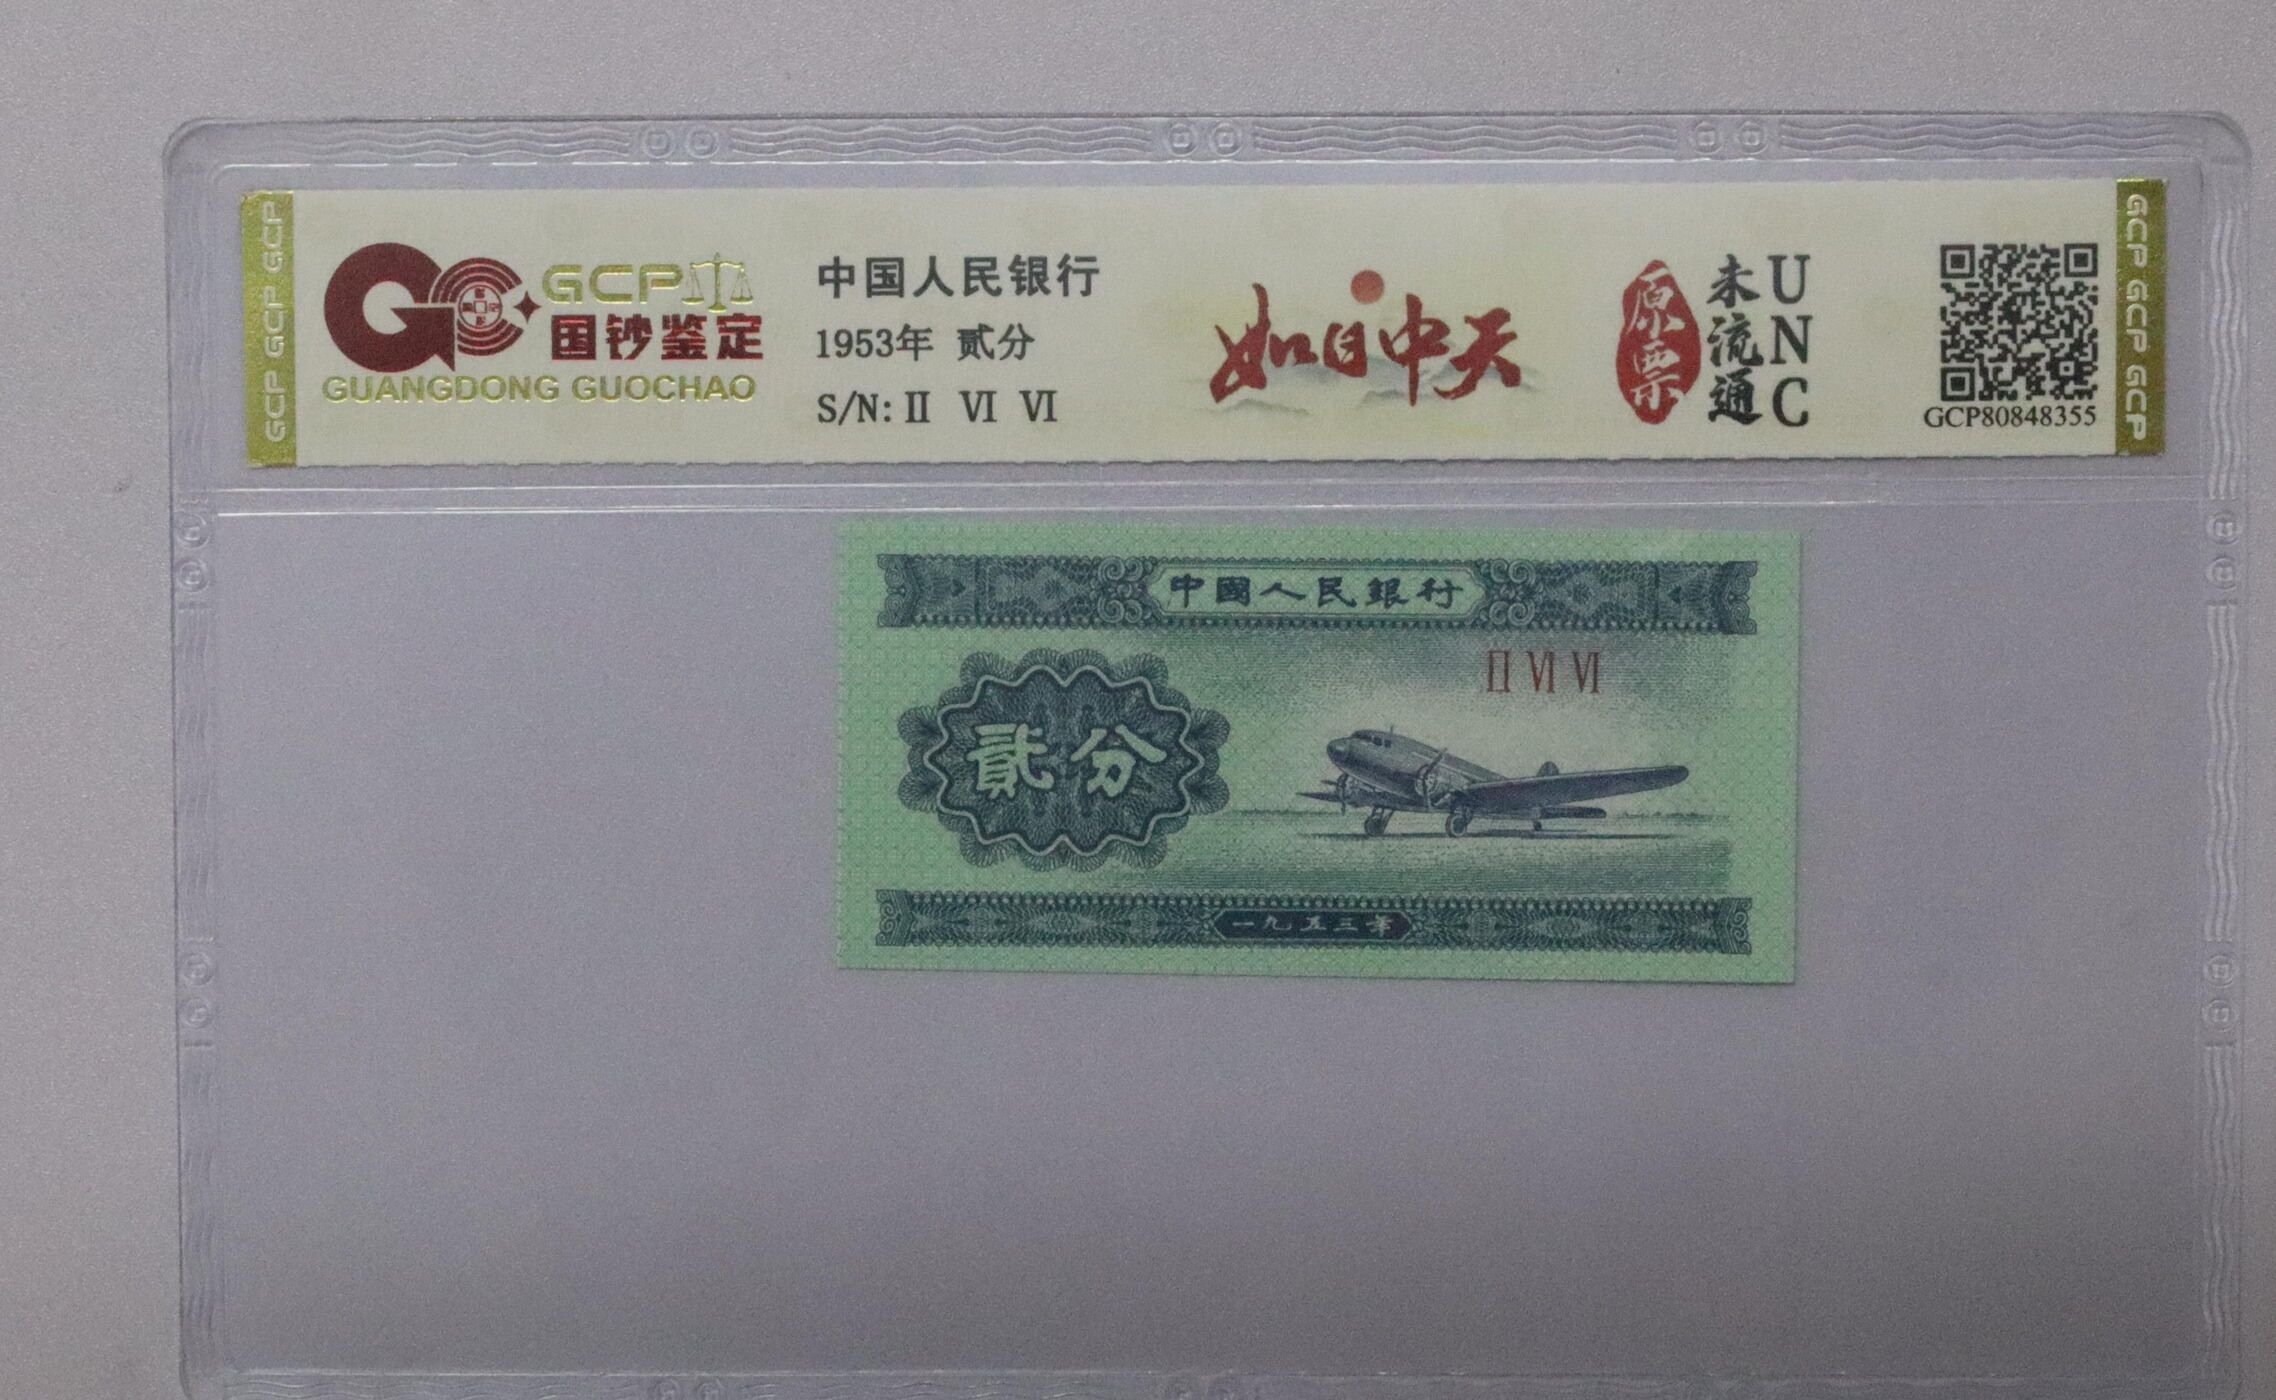 GCP GCP GCP
GCP
国钞鉴定
GUANGDONG GUOCHAO
中国人民银行
1953年 贰分
S/N: II VI VI
如日中天
原票
未流通
UNC
GCP80848355
GCP GCP GCP
中國人民銀行
II VI VI
貳分
一九五三年